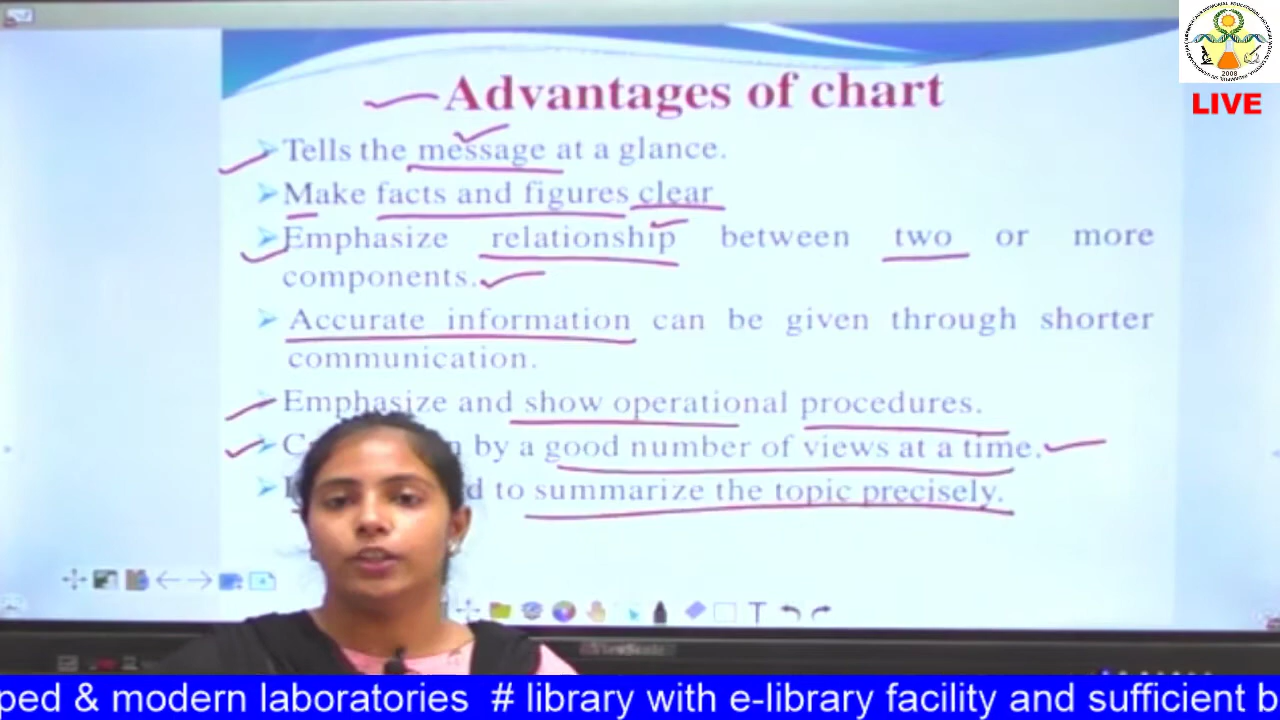 Advantages of chart
LIVE
Tells the message at a glance.
Make facts and figures clear
Emphasize relationship between two or more
components.
Accurate information can be given through shorter
communication.
Emphasize and show operational procedures.
by a good number of views at a time.
to summarize the topic precisely.
ViewSonic
2008
ped & modern laboratories # library with e-library facility and sufficient b